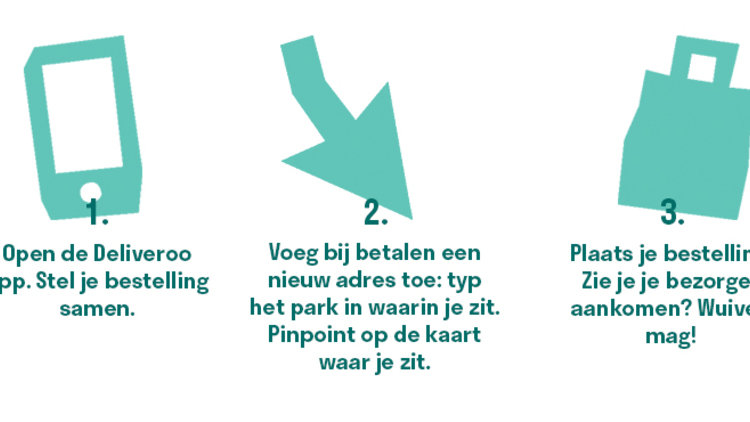 1.
Open de Deliveroo
pp. Stel je bestelling
samen.
2.
Voeg bij betalen een
nieuw adres toe: typ
het park in waarin je zit.
Pinpoint op de kaart
waar je zit.
3.
Plaats je bestellin
Zie je je bezorge
aankomen? Wuive
mag!